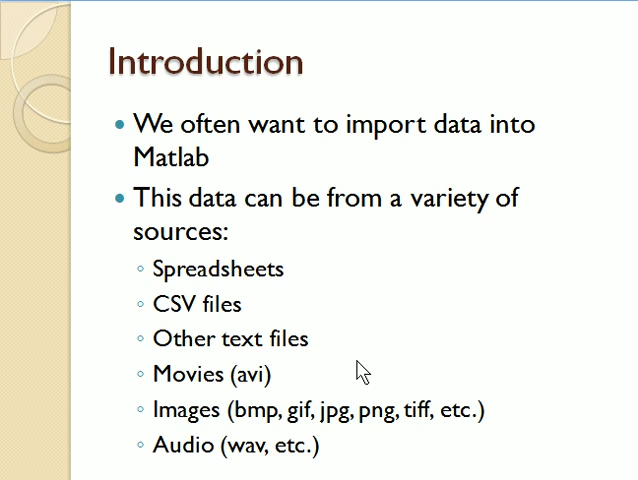 Introduction
• We often want to import data into
Matlab
• This data can be from a variety of
sources:
◦ Spreadsheets
◦ CSV files
◦ Other text files
◦ Movies (avi)
◦ Images (bmp, gif, jpg, png, tiff, etc.)
◦ Audio (wav, etc.)